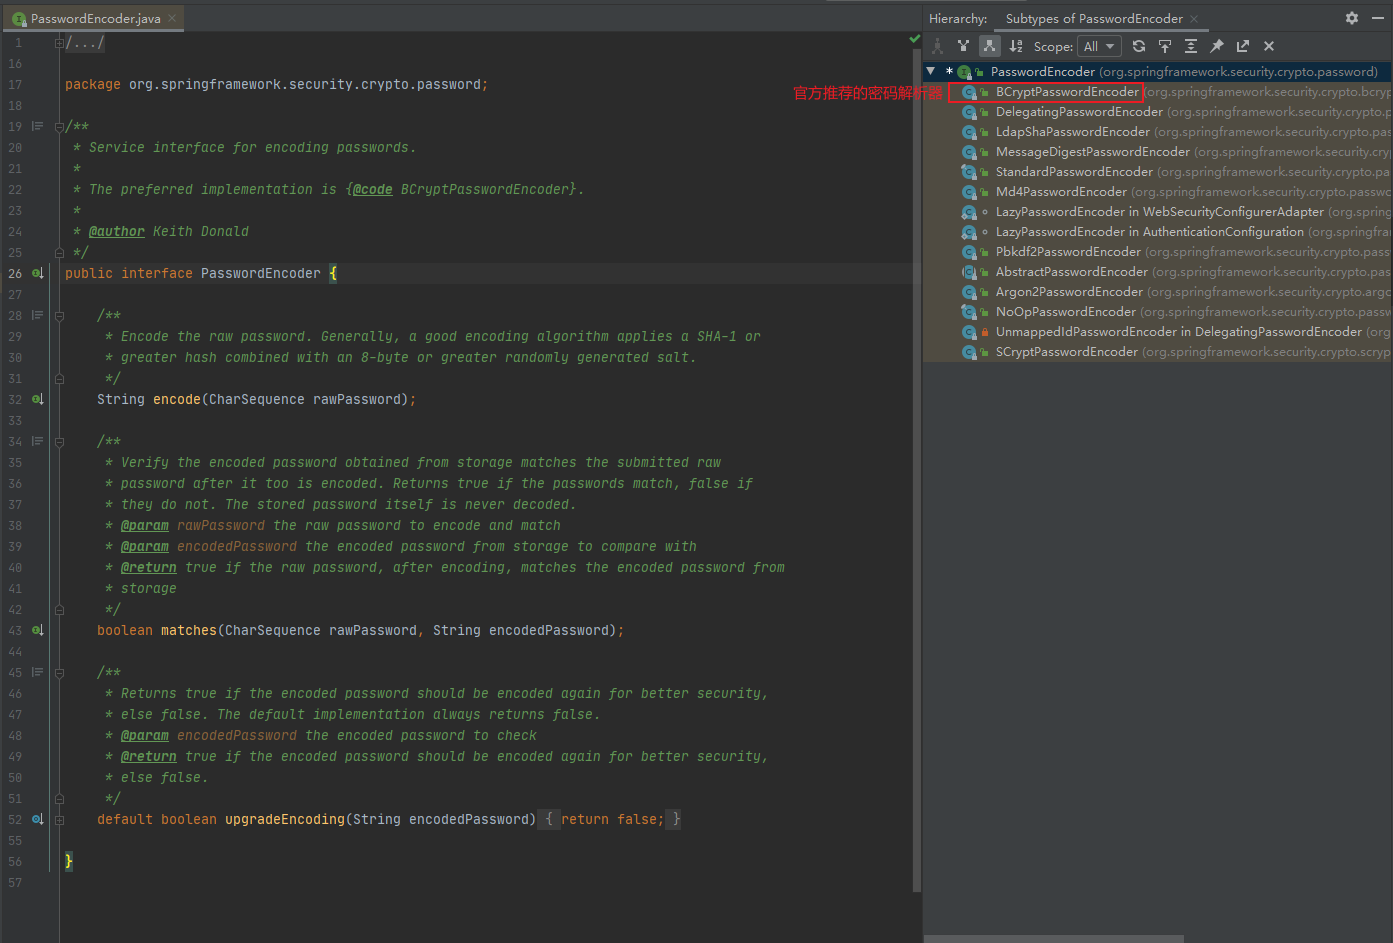 PasswordEncoder.java
1 /.../
16
17 package org.springframework.security.crypto.password;
18
19 /**
20 * Service interface for encoding passwords.
21 *
22 * The preferred implementation is {@code BCryptPasswordEncoder}.
23 *
24 * @author Keith Donald
25 */
26 public interface PasswordEncoder {
27
28 /**
29 * Encode the raw password. Generally, a good encoding algorithm applies a SHA-1 or
30 * greater hash combined with an 8-byte or greater randomly generated salt.
31 */
32 String encode(CharSequence rawPassword);
33
34 /**
35 * Verify the encoded password obtained from storage matches the submitted raw
36 * password after it too is encoded. Returns true if the passwords match, false if
37 * they do not. The stored password itself is never decoded.
38 * @param rawPassword the raw password to encode and match
39 * @param encodedPassword the encoded password from storage to compare with
40 * @return true if the raw password, after encoding, matches the encoded password from
41 * storage
42 */
43 boolean matches(CharSequence rawPassword, String encodedPassword);
44
45 /**
46 * Returns true if the encoded password should be encoded again for better security,
47 * else false. The default implementation always returns false.
48 * @param encodedPassword the encoded password to check
49 * @return true if the encoded password should be encoded again for better security,
50 * else false.
51 */
52 default boolean upgradeEncoding(String encodedPassword) { return false; }
55
56 }
57
Hierarchy: Subtypes of PasswordEncoder
Scope: All
* PasswordEncoder (org.springframework.security.crypto.password)
官方推荐的密码解析器 BCryptPasswordEncoder (org.springframework.security.crypto.bcryp
DelegatingPasswordEncoder (org.springframework.security.crypto.p
LdapShaPasswordEncoder (org.springframework.security.crypto.pas
MessageDigestPasswordEncoder (org.springframework.security.cry
StandardPasswordEncoder (org.springframework.security.crypto.pa
Md4PasswordEncoder (org.springframework.security.crypto.passwo
LazyPasswordEncoder in WebSecurityConfigurerAdapter (org.spring
LazyPasswordEncoder in AuthenticationConfiguration (org.springfr
Pbkdf2PasswordEncoder (org.springframework.security.crypto.pass
AbstractPasswordEncoder (org.springframework.security.crypto.pas
Argon2PasswordEncoder (org.springframework.security.crypto.argo
NoOpPasswordEncoder (org.springframework.security.crypto.passw
UnmappedIdPasswordEncoder in DelegatingPasswordEncoder (org
SCryptPasswordEncoder (org.springframework.security.crypto.scryp